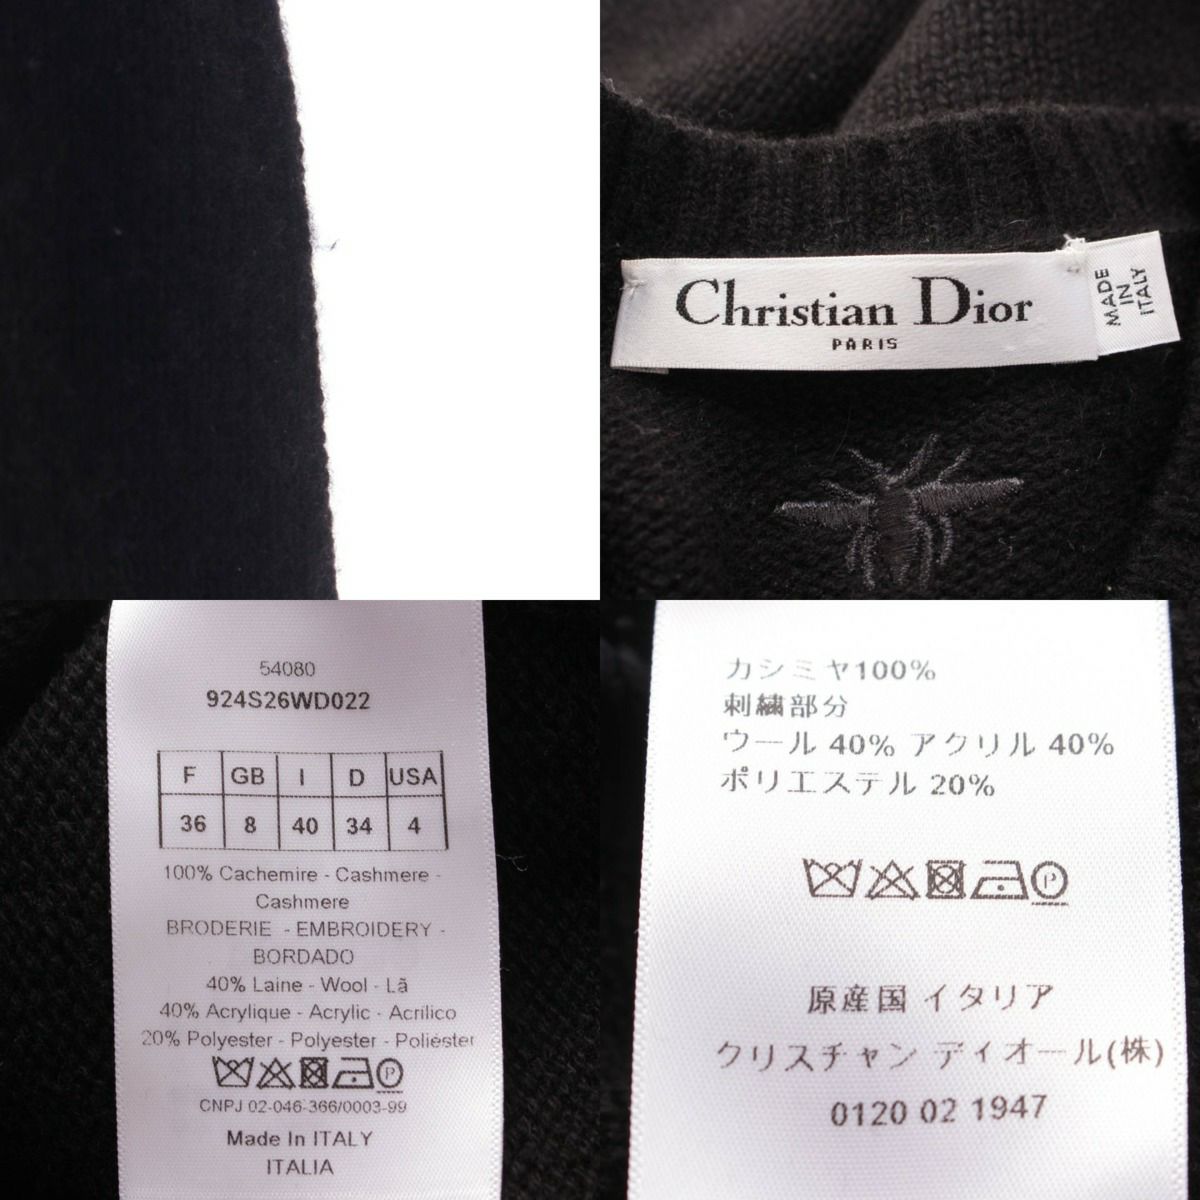 Christian Dior
PARIS
MADE
IN
ITALY
54080
924S26WD022
F GB I D USA
36 8 40 34 4
100% Cachemire - Cashmere -
Cashmere
BRODERIE - EMBROIDERY -
BORDADO
40% Laine - Wool - Lã
40% Acrylique - Acrylic - Acrílico
20% Polyester - Polyester - Poliéster
P
CNPJ 02-046-366/0003-99
Made In ITALY
ITALIA
カシミヤ100%
刺繍部分
ウール 40% アクリル 40%
ポリエステル 20%
P
原産国 イタリア
クリスチャン ディオール(株)
0120 02 1947